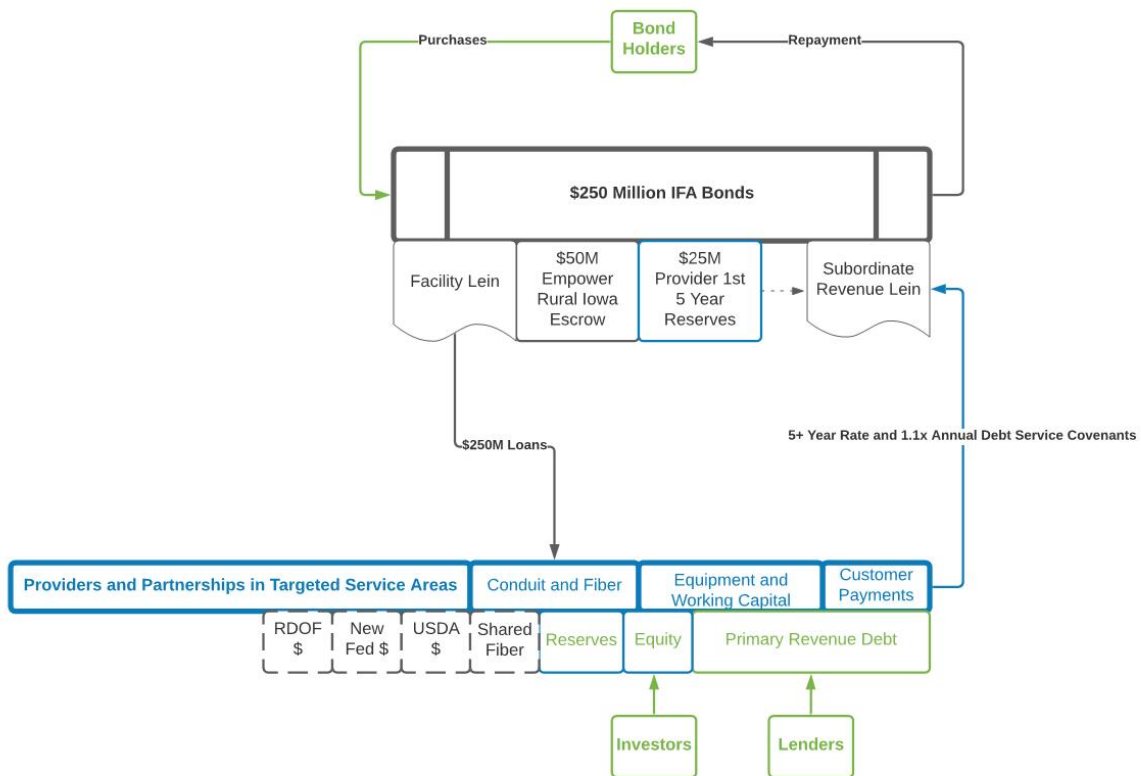 Bond
Holders
Purchases
Repayment
$250 Million IFA Bonds
Facility Lein
$50M
Empower
Rural Iowa
Escrow
$25M
Provider 1st
5 Year
Reserves
Subordinate
Revenue Lein
$250M Loans
5+ Year Rate and 1.1x Annual Debt Service Covenants
Providers and Partnerships in Targeted Service Areas
Conduit and Fiber
Equipment and
Working Capital
Customer
Payments
RDOF
$
New
Fed $
USDA
$
Shared
Fiber
Reserves
Equity
Primary Revenue Debt
Investors
Lenders